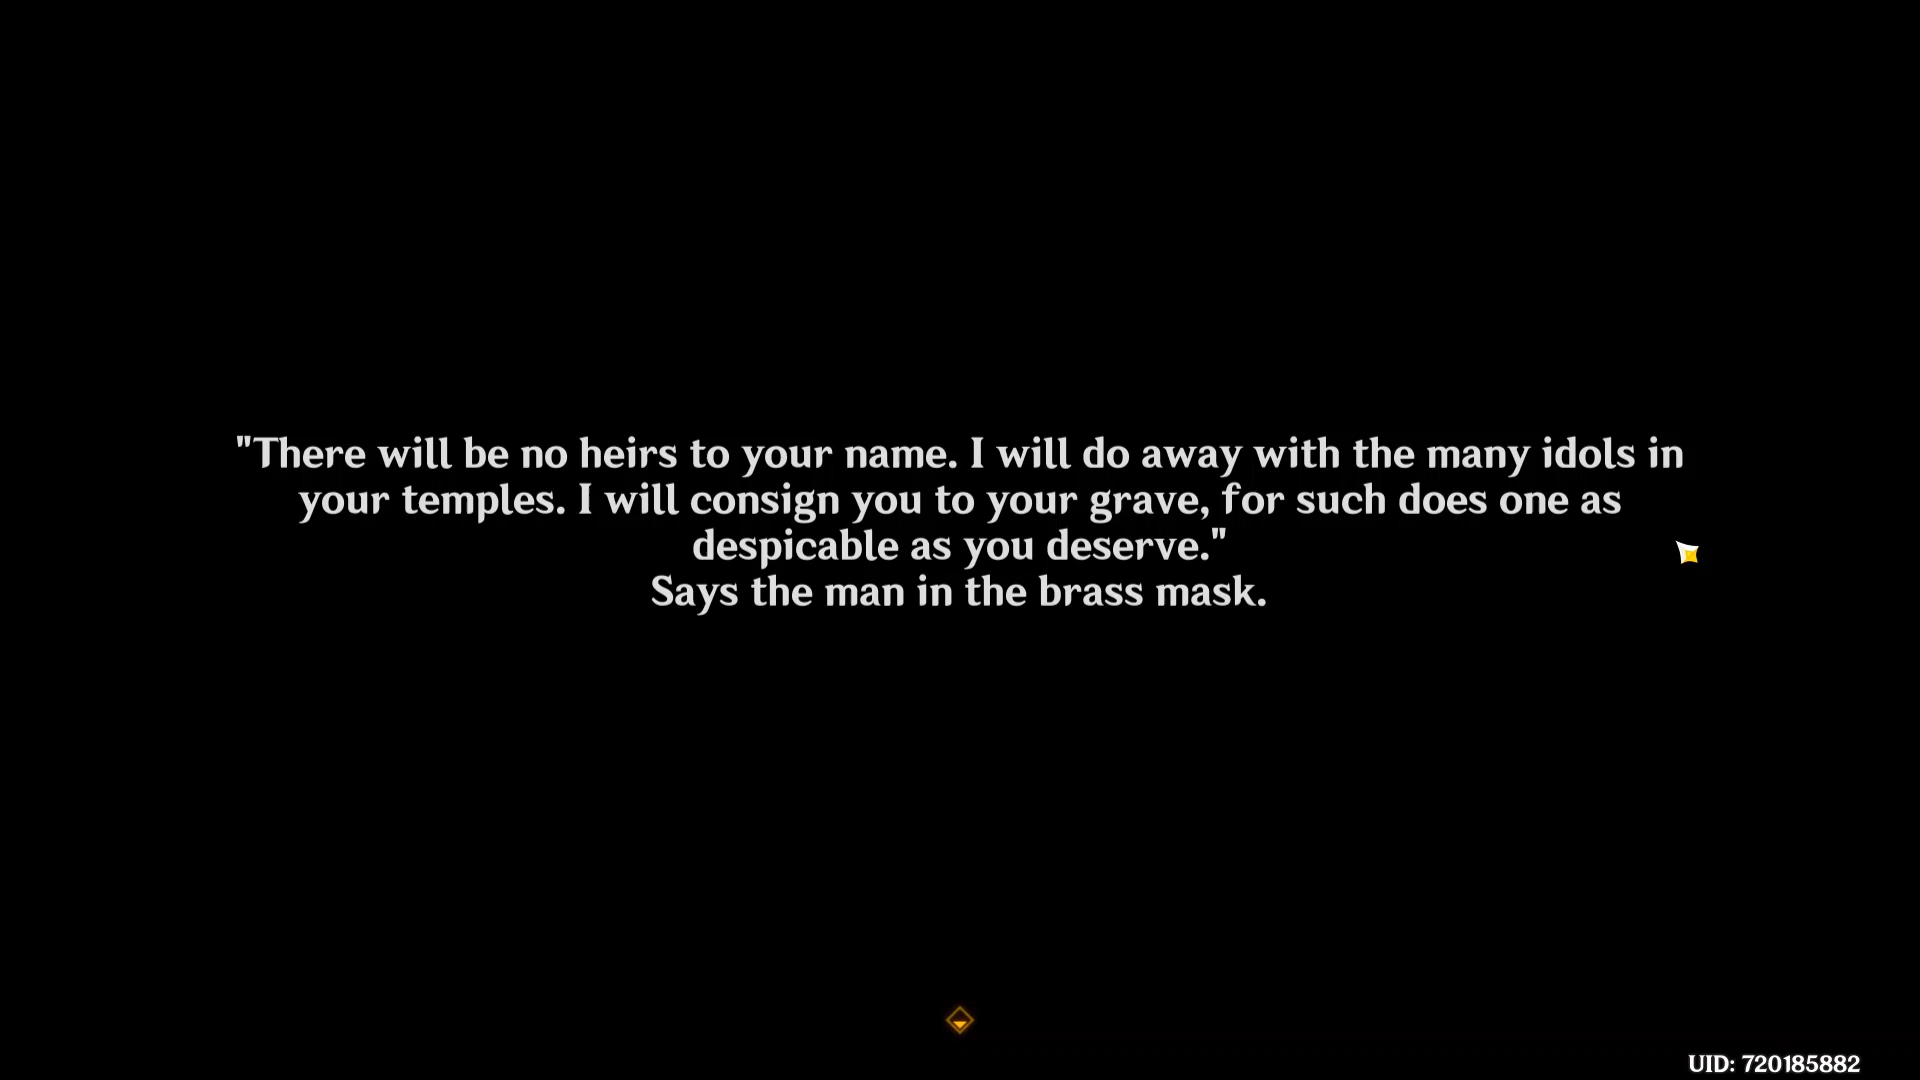 "There will be no heirs to your name. I will do away with the many idols in
your temples. I will consign you to your grave, for such does one as
despicable as you deserve."
Says the man in the brass mask.
UID: 720185882